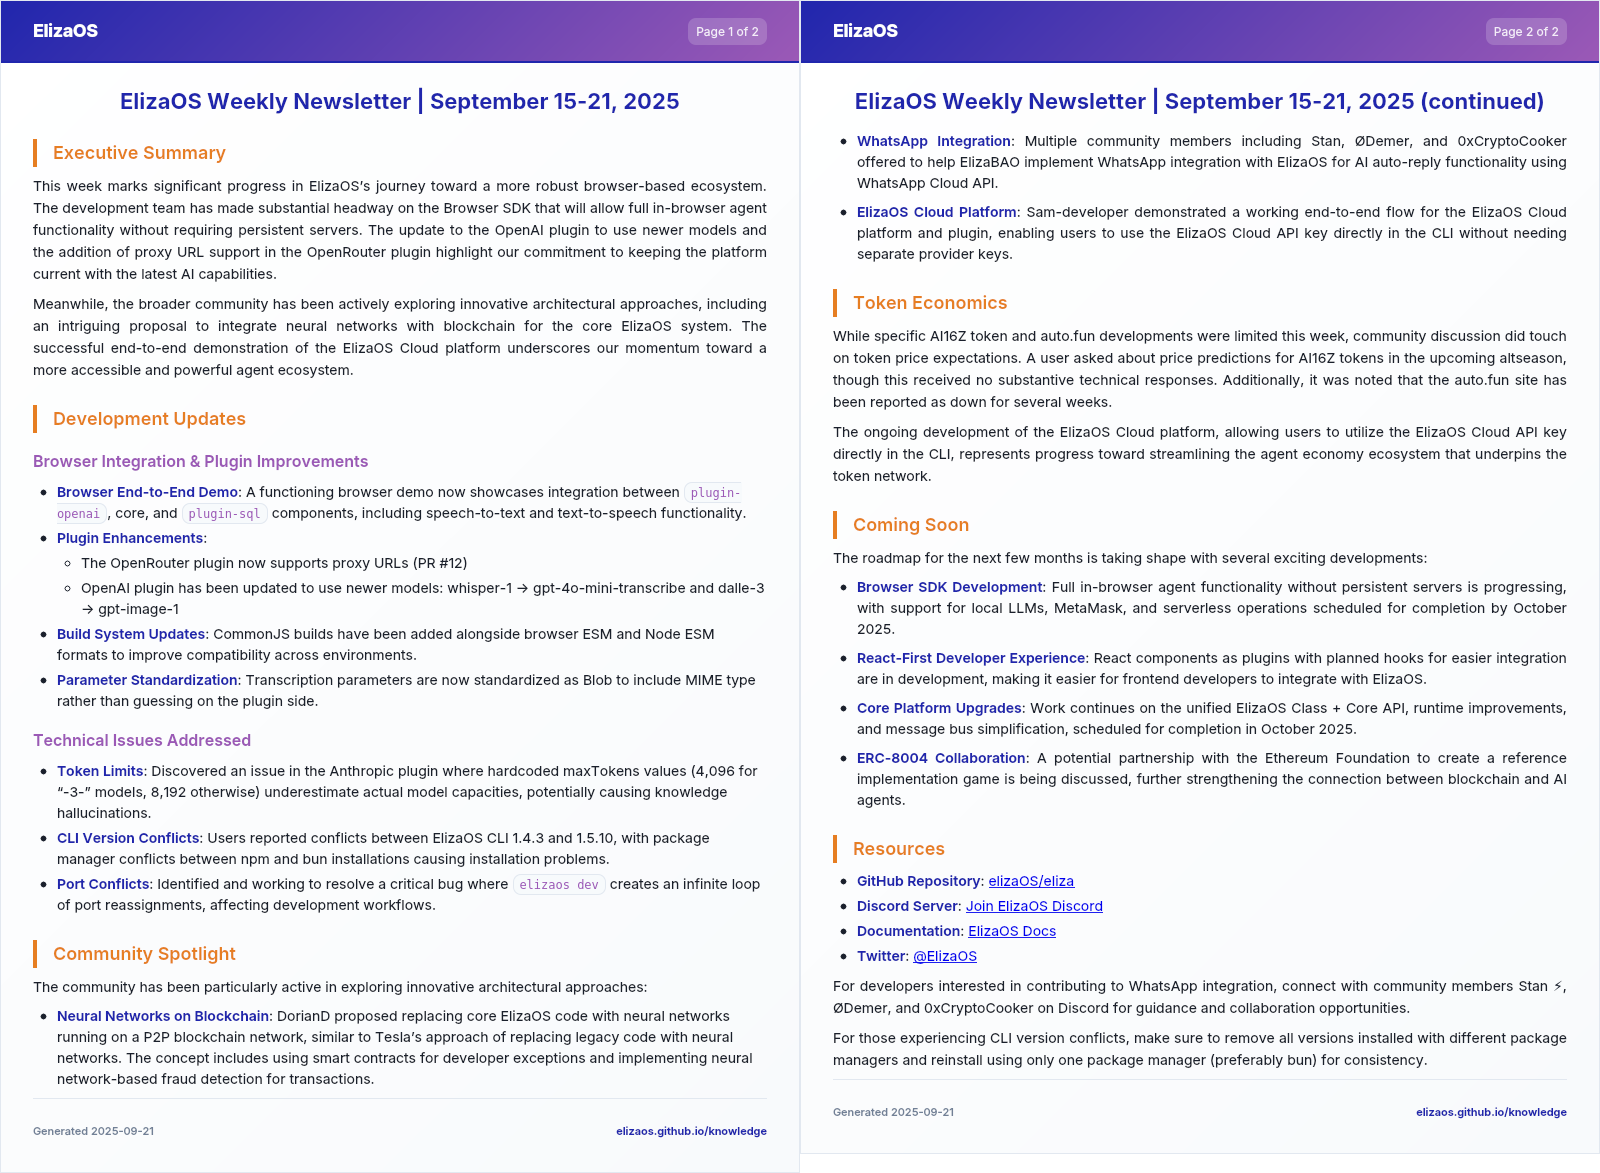 ElizaOS
Page 1 of 2
ElizaOS Weekly Newsletter | September 15-21, 2025
Executive Summary
This week marks significant progress in ElizaOS’s journey toward a more robust browser-based ecosystem.
The development team has made substantial headway on the Browser SDK that will allow full in-browser agent
functionality without requiring persistent servers. The update to the OpenAI plugin to use newer models and
the addition of proxy URL support in the OpenRouter plugin highlight our commitment to keeping the platform
current with the latest AI capabilities.
Meanwhile, the broader community has been actively exploring innovative architectural approaches, including
an intriguing proposal to integrate neural networks with blockchain for the core ElizaOS system. The
successful end-to-end demonstration of the ElizaOS Cloud platform underscores our momentum toward a
more accessible and powerful agent ecosystem.
Development Updates
Browser Integration & Plugin Improvements
• Browser End-to-End Demo: A functioning browser demo now showcases integration between plugin-
openai, core, and plugin-sql components, including speech-to-text and text-to-speech functionality.
• Plugin Enhancements:
◦ The OpenRouter plugin now supports proxy URLs (PR #12)
◦ OpenAI plugin has been updated to use newer models: whisper-1 → gpt-4o-mini-transcribe and dalle-3
→ gpt-image-1
• Build System Updates: CommonJS builds have been added alongside browser ESM and Node ESM
formats to improve compatibility across environments.
• Parameter Standardization: Transcription parameters are now standardized as Blob to include MIME type
rather than guessing on the plugin side.
Technical Issues Addressed
• Token Limits: Discovered an issue in the Anthropic plugin where hardcoded maxTokens values (4,096 for
“-3-” models, 8,192 otherwise) underestimate actual model capacities, potentially causing knowledge
hallucinations.
• CLI Version Conflicts: Users reported conflicts between ElizaOS CLI 1.4.3 and 1.5.10, with package
manager conflicts between npm and bun installations causing installation problems.
• Port Conflicts: Identified and working to resolve a critical bug where elizaos dev creates an infinite loop
of port reassignments, affecting development workflows.
Community Spotlight
The community has been particularly active in exploring innovative architectural approaches:
• Neural Networks on Blockchain: DorianD proposed replacing core ElizaOS code with neural networks
running on a P2P blockchain network, similar to Tesla’s approach of replacing legacy code with neural
networks. The concept includes using smart contracts for developer exceptions and implementing neural
network-based fraud detection for transactions.
Generated 2025-09-21
elizaos.github.io/knowledge
ElizaOS
Page 2 of 2
ElizaOS Weekly Newsletter | September 15-21, 2025 (continued)
• WhatsApp Integration: Multiple community members including Stan, ØDemer, and 0xCryptoCooker
offered to help ElizaBAO implement WhatsApp integration with ElizaOS for AI auto-reply functionality using
WhatsApp Cloud API.
• ElizaOS Cloud Platform: Sam-developer demonstrated a working end-to-end flow for the ElizaOS Cloud
platform and plugin, enabling users to use the ElizaOS Cloud API key directly in the CLI without needing
separate provider keys.
Token Economics
While specific AI16Z token and auto.fun developments were limited this week, community discussion did touch
on token price expectations. A user asked about price predictions for AI16Z tokens in the upcoming altseason,
though this received no substantive technical responses. Additionally, it was noted that the auto.fun site has
been reported as down for several weeks.
The ongoing development of the ElizaOS Cloud platform, allowing users to utilize the ElizaOS Cloud API key
directly in the CLI, represents progress toward streamlining the agent economy ecosystem that underpins the
token network.
Coming Soon
The roadmap for the next few months is taking shape with several exciting developments:
• Browser SDK Development: Full in-browser agent functionality without persistent servers is progressing,
with support for local LLMs, MetaMask, and serverless operations scheduled for completion by October
2025.
• React-First Developer Experience: React components as plugins with planned hooks for easier integration
are in development, making it easier for frontend developers to integrate with ElizaOS.
• Core Platform Upgrades: Work continues on the unified ElizaOS Class + Core API, runtime improvements,
and message bus simplification, scheduled for completion in October 2025.
• ERC-8004 Collaboration: A potential partnership with the Ethereum Foundation to create a reference
implementation game is being discussed, further strengthening the connection between blockchain and AI
agents.
Resources
• GitHub Repository: elizaOS/eliza
• Discord Server: Join ElizaOS Discord
• Documentation: ElizaOS Docs
• Twitter: @ElizaOS
For developers interested in contributing to WhatsApp integration, connect with community members Stan ⚡,
ØDemer, and 0xCryptoCooker on Discord for guidance and collaboration opportunities.
For those experiencing CLI version conflicts, make sure to remove all versions installed with different package
managers and reinstall using only one package manager (preferably bun) for consistency.
Generated 2025-09-21
elizaos.github.io/knowledge